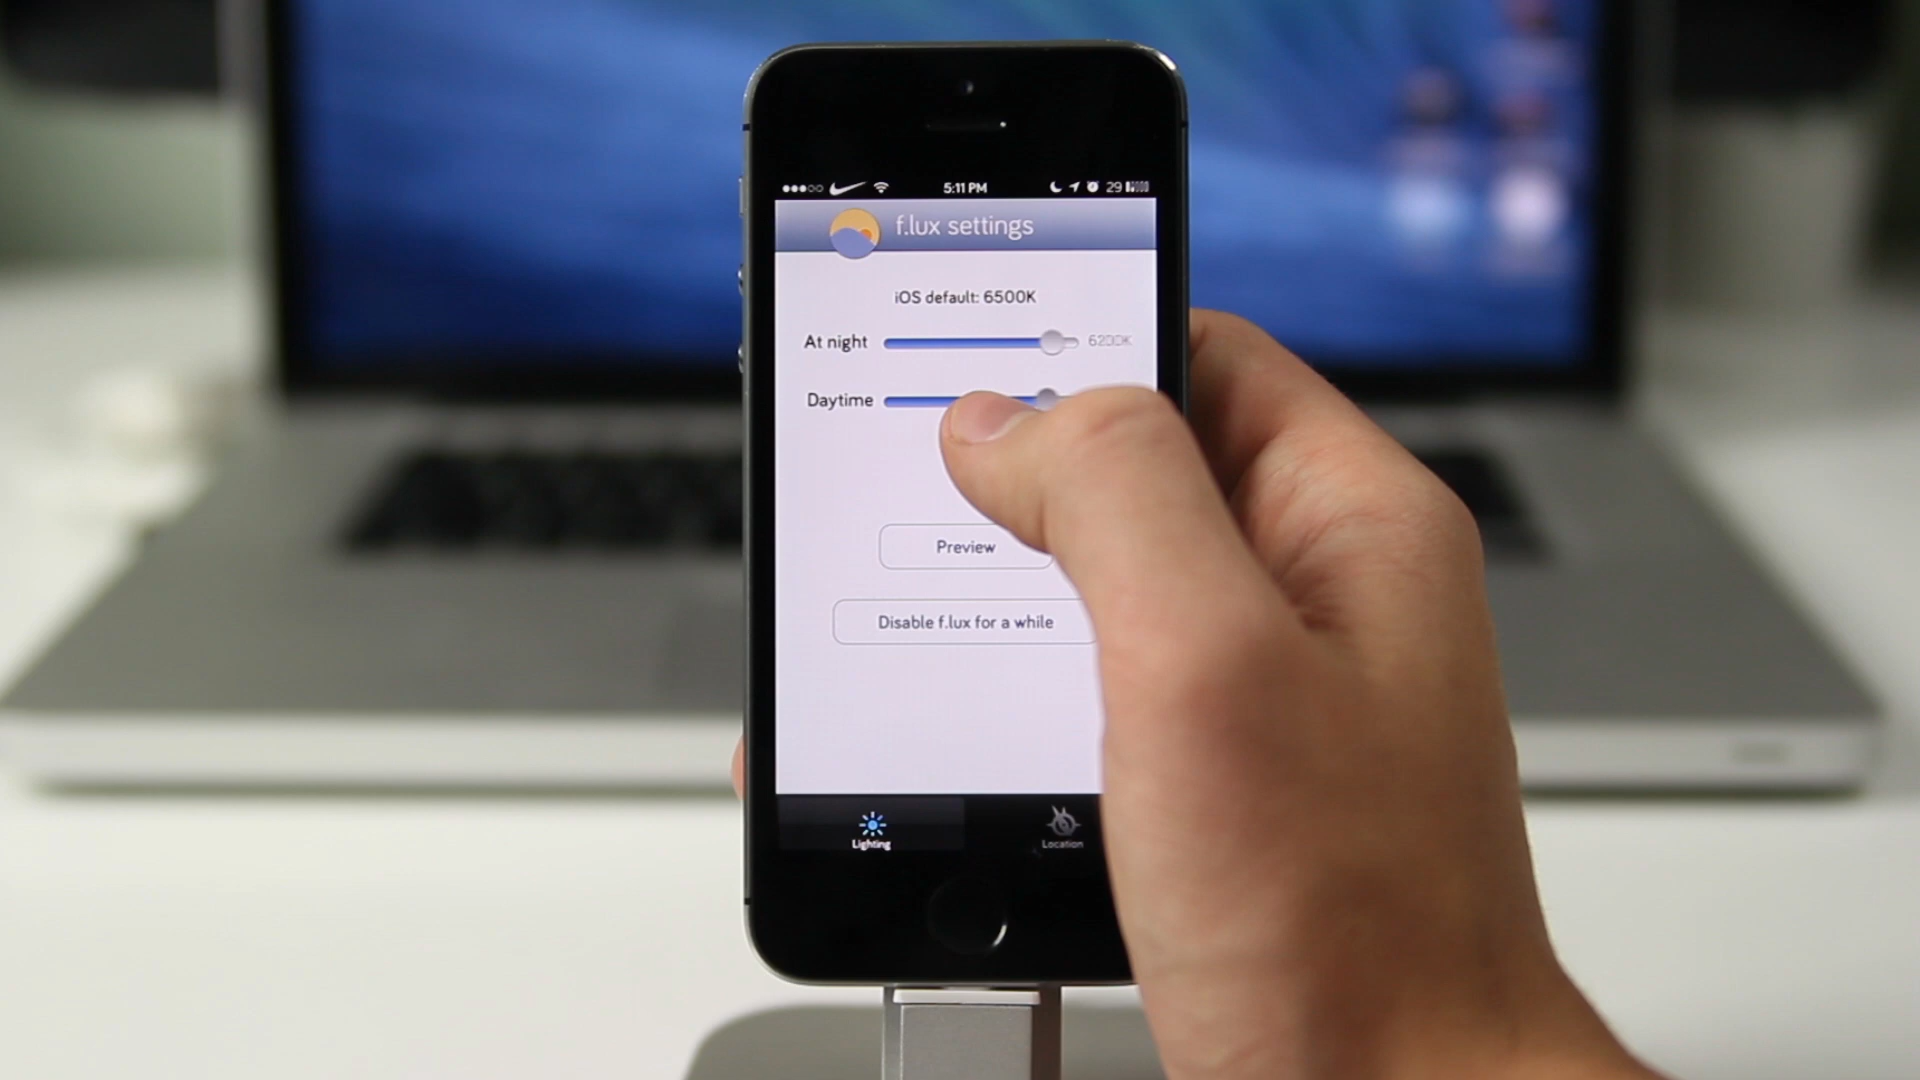 5:11 PM
29
f.lux settings
iOS default: 6500K
At night
6200K
Daytime
Preview
Disable f.lux for a while
Lighting
Location